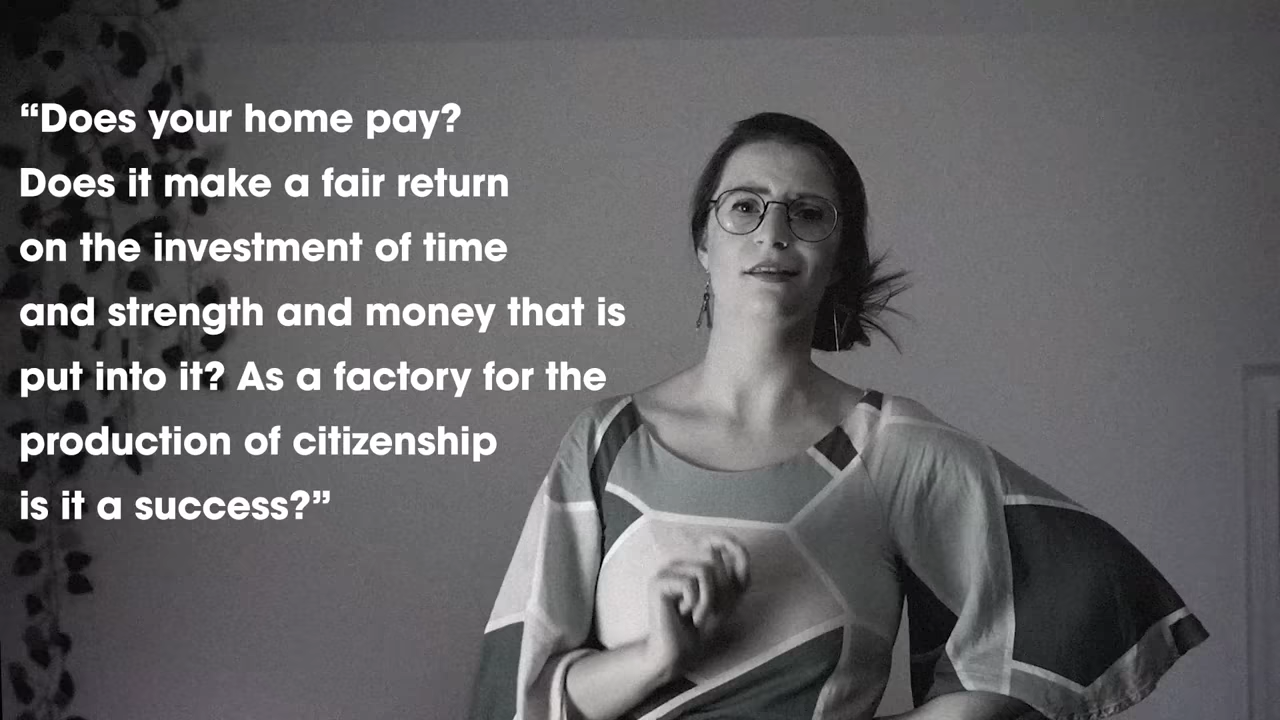 “Does your home pay?
Does it make a fair return
on the investment of time
and strength and money that is
put into it? As a factory for the
production of citizenship
is it a success?”